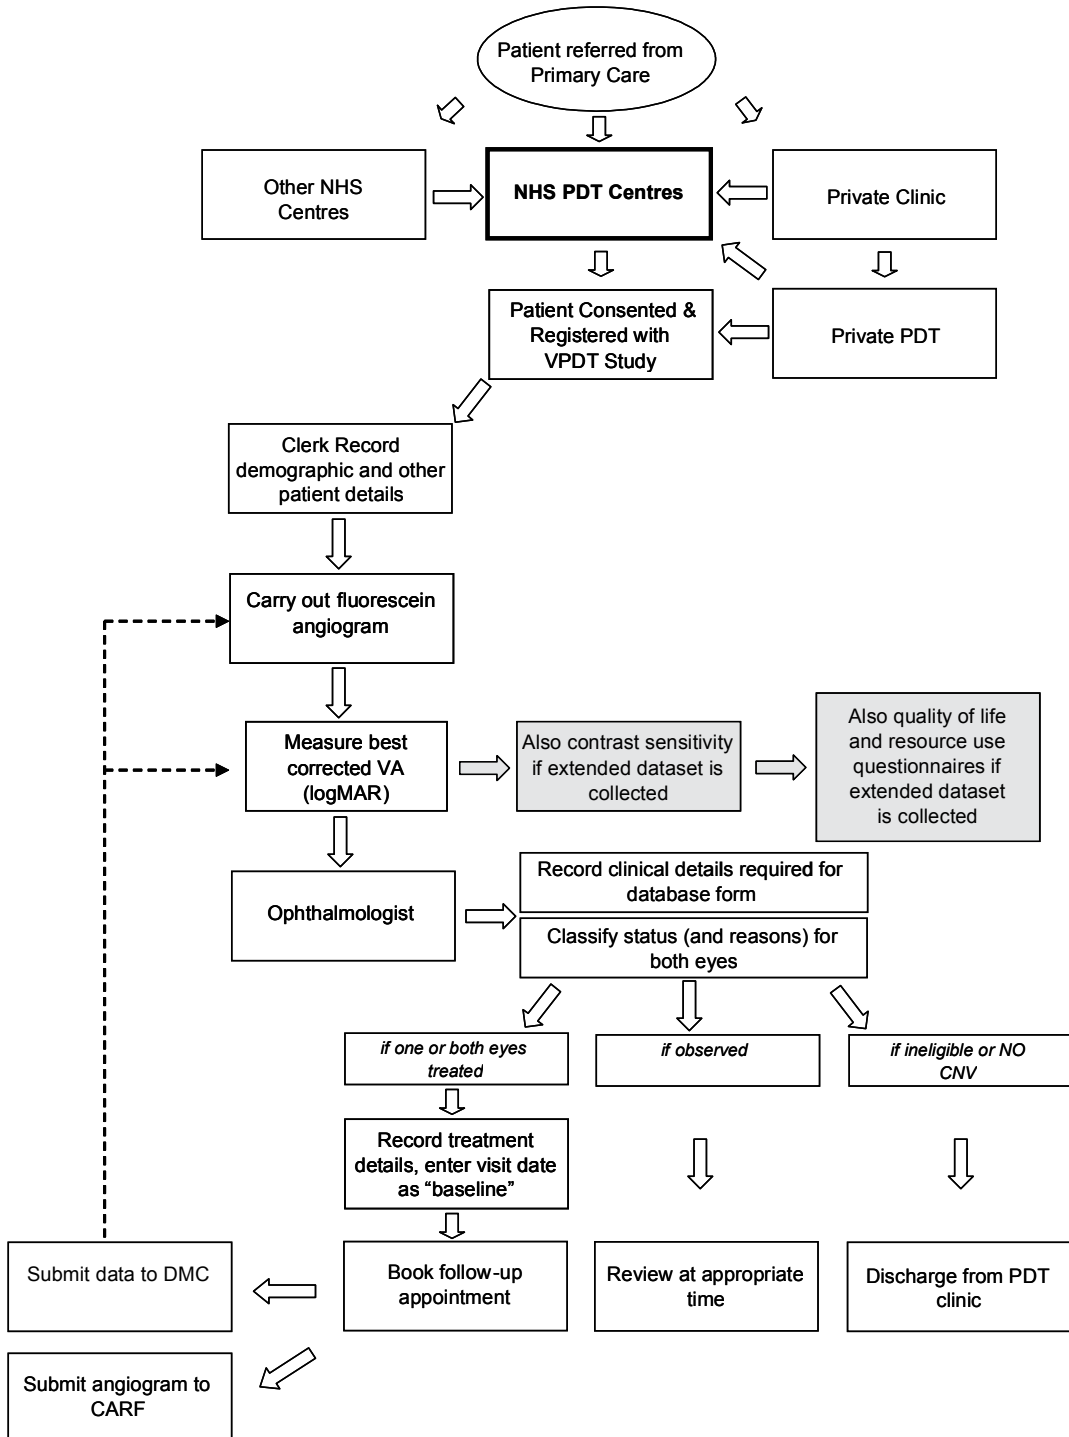 Patient referred from
Primary Care
Other NHS
Centres
NHS PDT Centres
Private Clinic
Patient Consented &
Registered with
VPDT Study
Private PDT
Clerk Record
demographic and other
patient details
Carry out fluorescein
angiogram
Measure best
corrected VA
(logMAR)
Also contrast sensitivity
if extended dataset is
collected
Also quality of life
and resource use
questionnaires if
extended dataset
is collected
Ophthalmologist
Record clinical details required for
database form
Classify status (and reasons) for
both eyes
if one or both eyes
treated
if observed
if ineligible or NO
CNV
Record treatment
details, enter visit date
as “baseline”
Submit data to DMC
Book follow-up
appointment
Review at appropriate
time
Discharge from PDT
clinic
Submit angiogram to
CARF